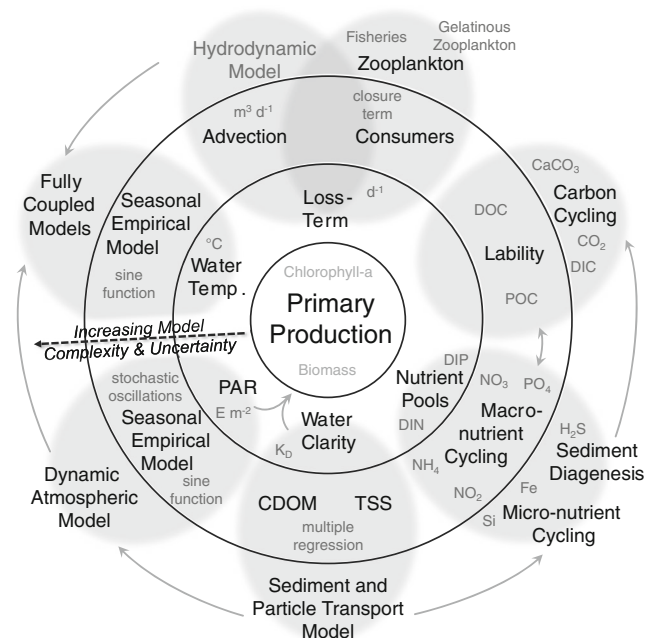 Hydrodynamic
Model
Fisheries
Gelatinous
Zooplankton
Zooplankton
m³ d⁻¹
Advection
closure
term
Consumers
Fully
Coupled
Models
Seasonal
Empirical
Model
sine
function
°C
Water
Temp.
Loss-
Term
d⁻¹
CaCO₃
Carbon
Cycling
CO₂
DIC
DOC
Lability
POC
Chlorophyll-a
Primary
Production
Biomass
Increasing Model
Complexity & Uncertainty
stochastic
oscillations
Seasonal
Empirical
Model
sine
function
PAR
E m⁻²
Water
Clarity
K_D
Nutrient
Pools
DIP
DIN
NO₃
PO₄
Macro-
nutrient
Cycling
NH₄
NO₂
Si
Fe
H₂S
Sediment
Diagenesis
Micro-nutrient
Cycling
Dynamic
Atmospheric
Model
CDOM
TSS
multiple
regression
Sediment and
Particle Transport
Model